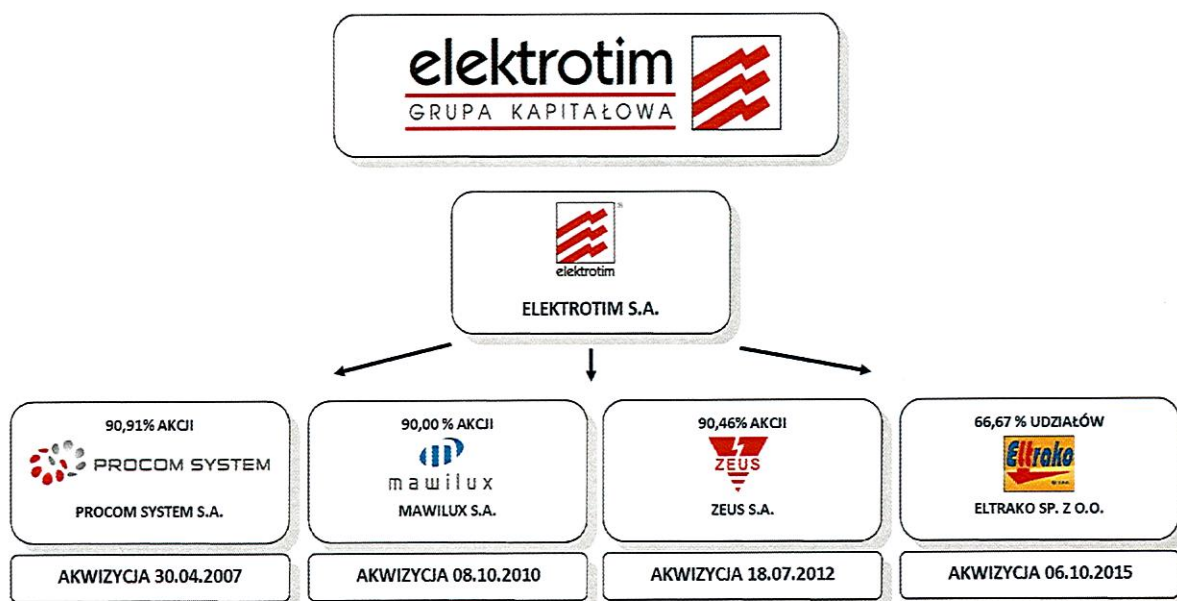 elektrotim
GRUPA KAPITAŁOWA
elektrotim
ELEKTROTIM S.A.
90,91% AKCJI
PROCOM SYSTEM
PROCOM SYSTEM S.A.
90,00 % AKCJI
mawilux
MAWILUX S.A.
90,46% AKCJI
ZEUS
ZEUS S.A.
66,67 % UDZIAŁÓW
Elltrako
ELTRAKO SP. Z O.O.
AKWIZYCJA 30.04.2007
AKWIZYCJA 08.10.2010
AKWIZYCJA 18.07.2012
AKWIZYCJA 06.10.2015